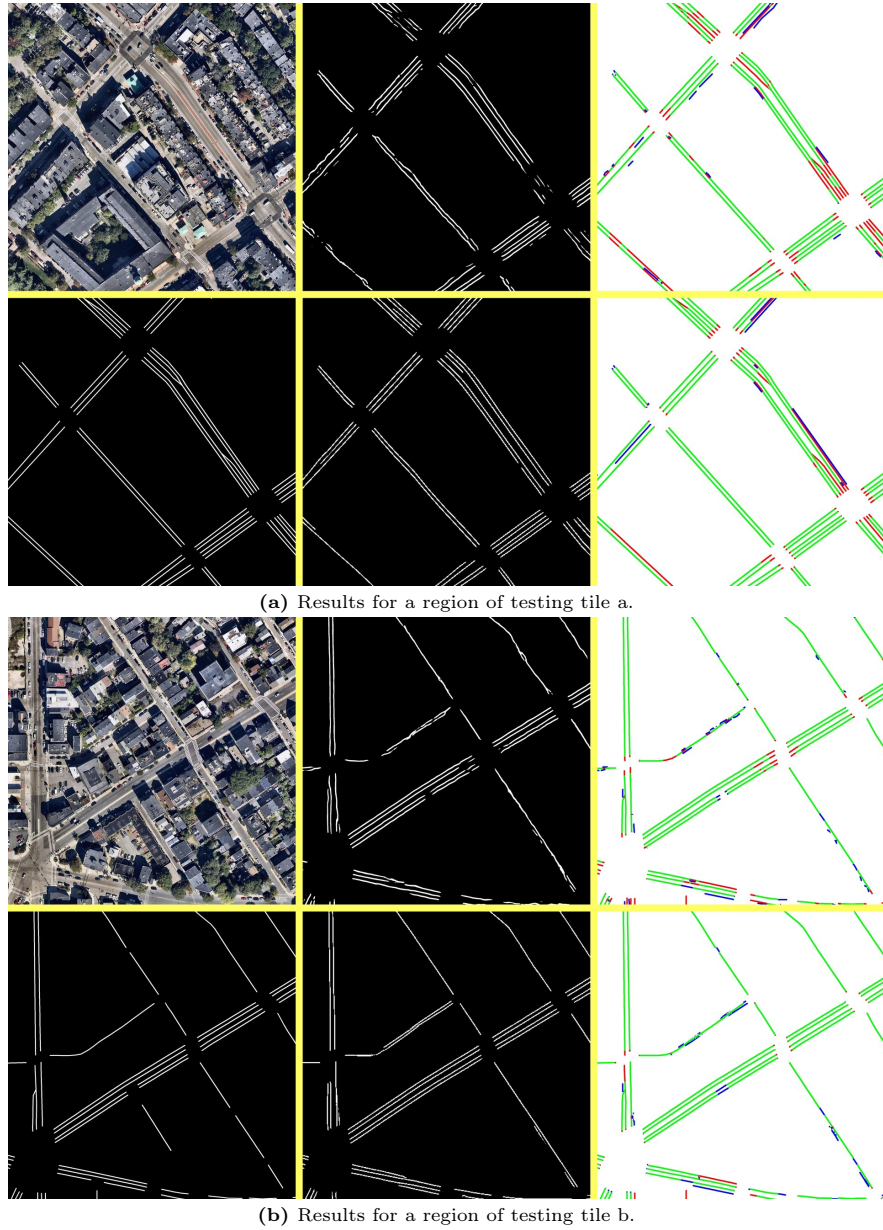 (a) Results for a region of testing tile a.
(b) Results for a region of testing tile b.